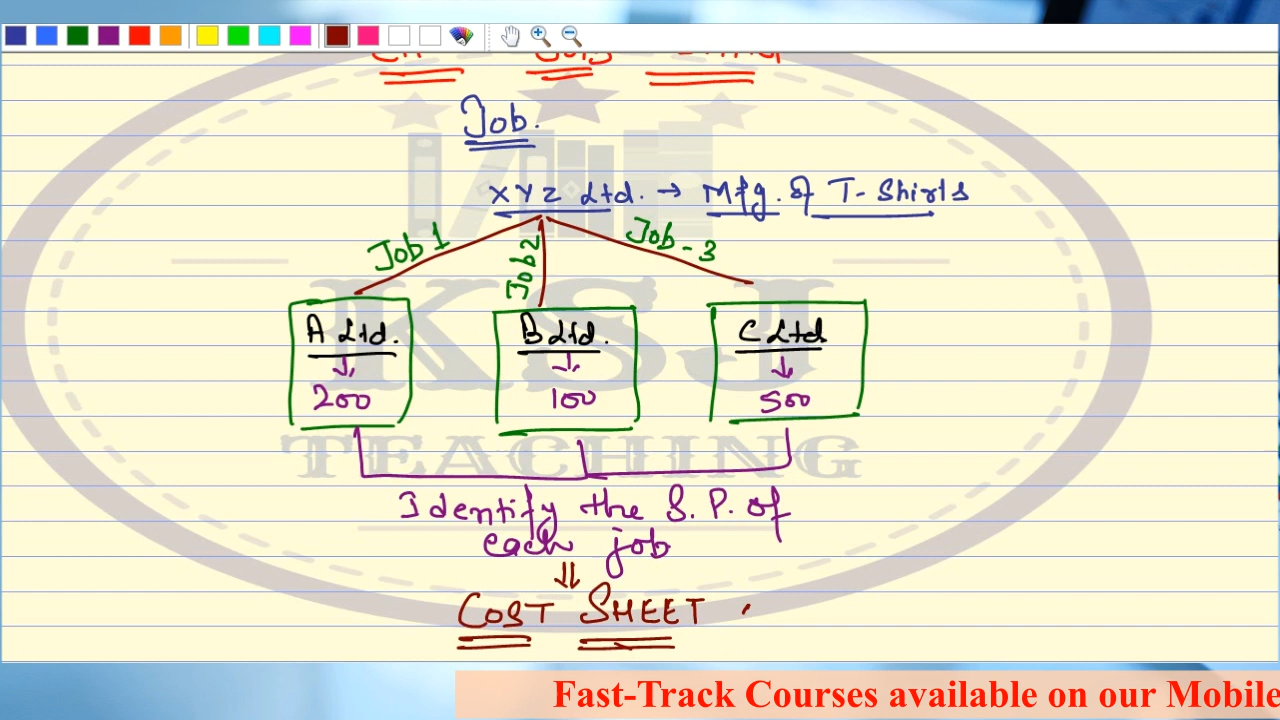 Job.
XYZ Ltd. → Mfg. of T-Shirts
Job 1
Job 2
Job-3
A Ltd.
B Ltd.
C Ltd
↓
↓
↓
200
100
500
KSJ
TEACHING
Identify the S.P. of
each job
⇓
COST SHEET
Fast-Track Courses available on our Mobile